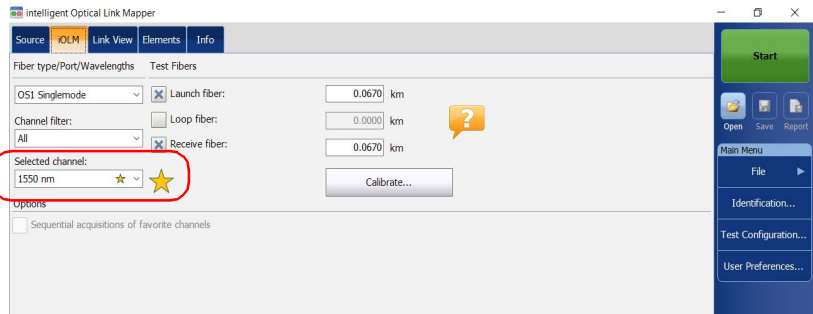 intelligent Optical Link Mapper
Source iOLM Link View Elements Info
Fiber type/Port/Wavelengths
OS1 Singlemode
Channel filter:
All
Selected channel:
1550 nm
Test Fibers
Launch fiber: 0.0670 km
Loop fiber: 0.0000 km
Receive fiber: 0.0670 km
?
Calibrate...
Options
Sequential acquisitions of favorite channels
Start
Open Save Report
Main Menu
File
Identification...
Test Configuration...
User Preferences...